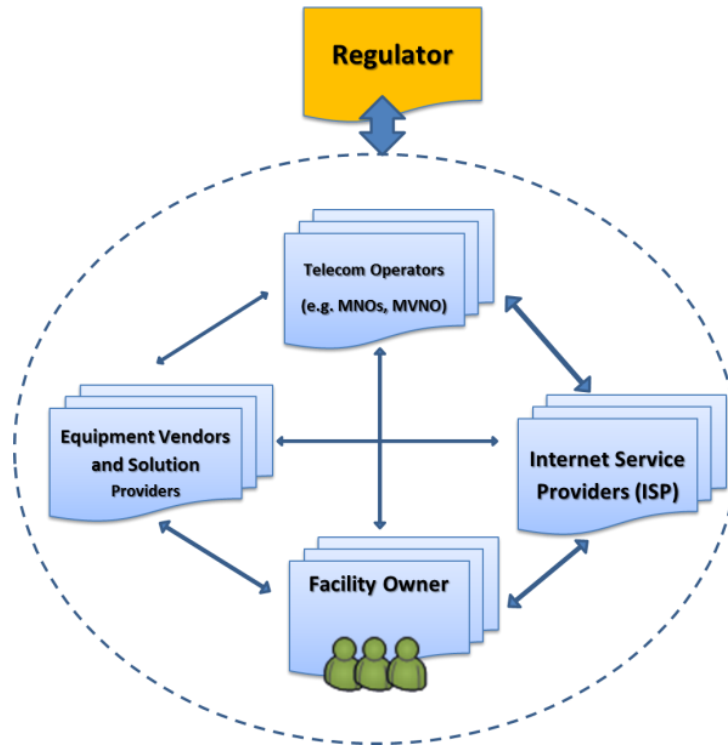 Regulator
Telecom Operators
(e.g. MNOs, MVNO)
Equipment Vendors
and Solution
Providers
Internet Service
Providers (ISP)
Facility Owner